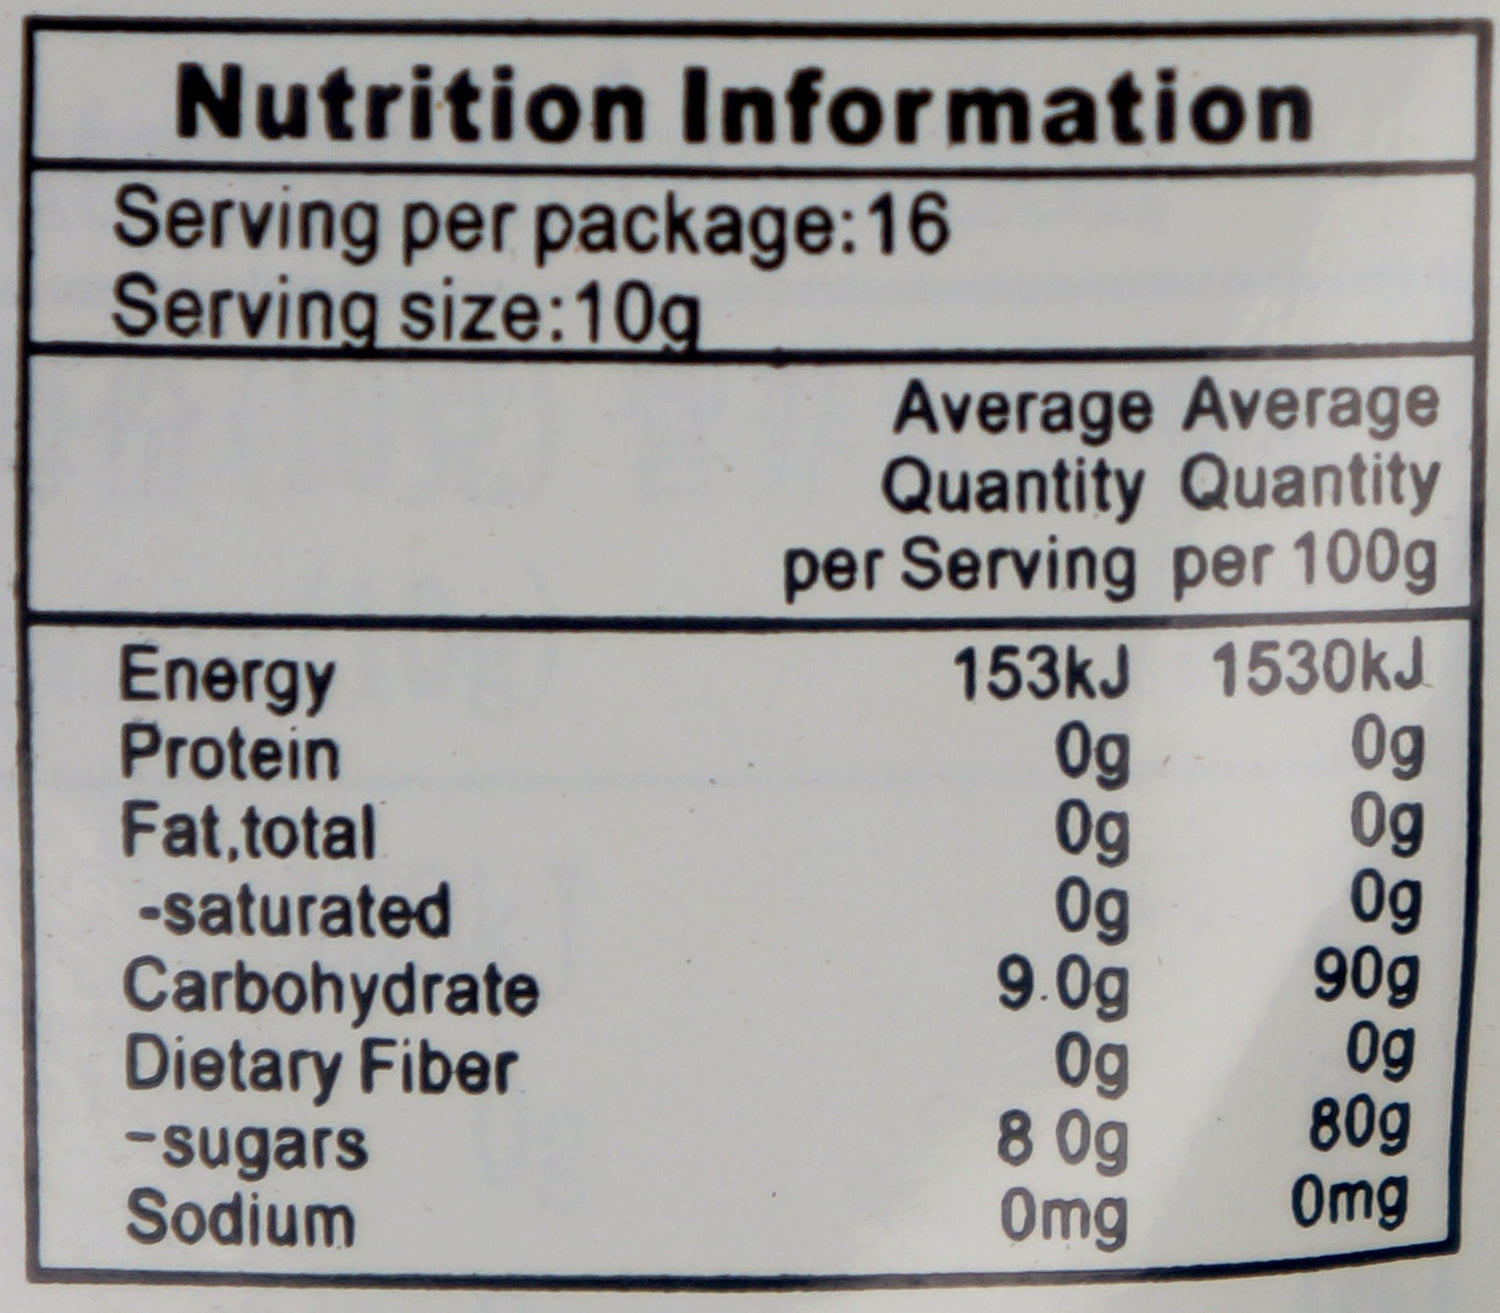 Nutrition Information
Serving per package:16
Serving size:10g
Average Average
Quantity Quantity
per Serving per 100g
Energy 153kJ 1530kJ
Protein 0g 0g
Fat,total 0g 0g
-saturated 0g 0g
Carbohydrate 9.0g 90g
Dietary Fiber 0g 0g
-sugars 8 0g 80g
Sodium 0mg 0mg